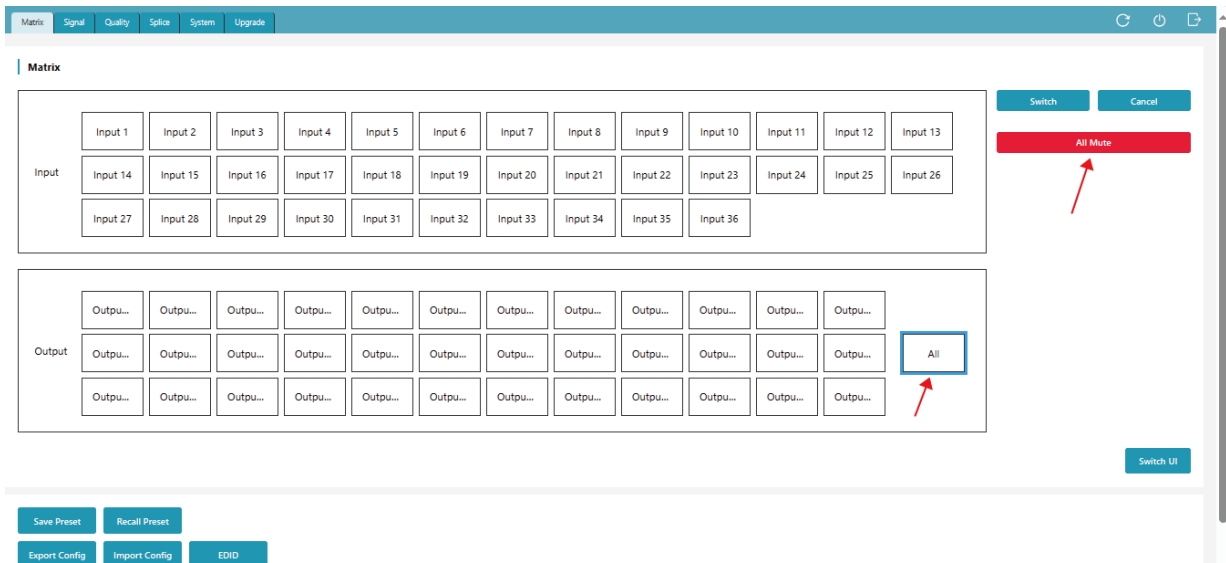 Matrix Signal Quality Splice System Upgrade
Matrix
Switch Cancel
Input 1 Input 2 Input 3 Input 4 Input 5 Input 6 Input 7 Input 8 Input 9 Input 10 Input 11 Input 12 Input 13
All Mute
Input
Input 14 Input 15 Input 16 Input 17 Input 18 Input 19 Input 20 Input 21 Input 22 Input 23 Input 24 Input 25 Input 26
Input 27 Input 28 Input 29 Input 30 Input 31 Input 32 Input 33 Input 34 Input 35 Input 36
Outpu... Outpu... Outpu... Outpu... Outpu... Outpu... Outpu... Outpu... Outpu... Outpu... Outpu... Outpu...
Output Outpu... Outpu... Outpu... Outpu... Outpu... Outpu... Outpu... Outpu... Outpu... Outpu... Outpu... Outpu... All
Outpu... Outpu... Outpu... Outpu... Outpu... Outpu... Outpu... Outpu... Outpu... Outpu... Outpu... Outpu...
Switch UI
Save Preset Recall Preset
Export Config Import Config EDID